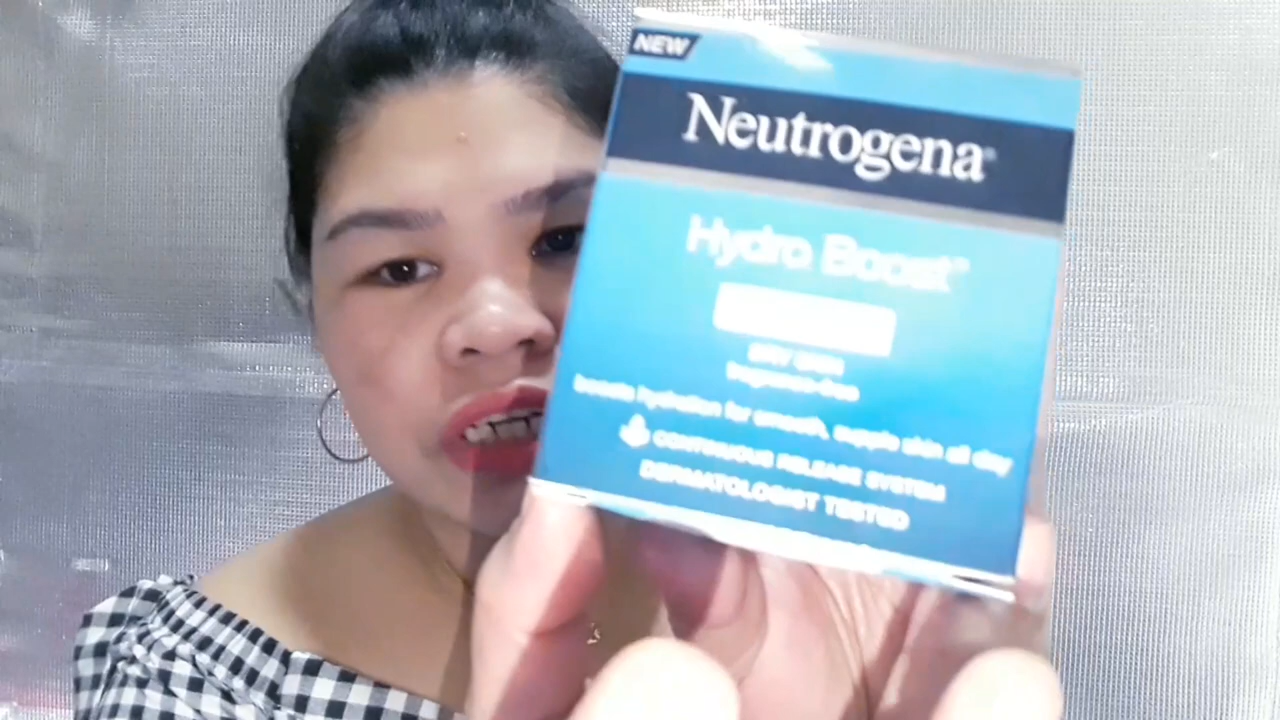 NEW
Neutrogena®
Hydro Boost™
DRY SKIN
fragrance-free
boosts hydration for smooth, supple skin all day
CONTINUOUS RELEASE SYSTEM
DERMATOLOGIST TESTED